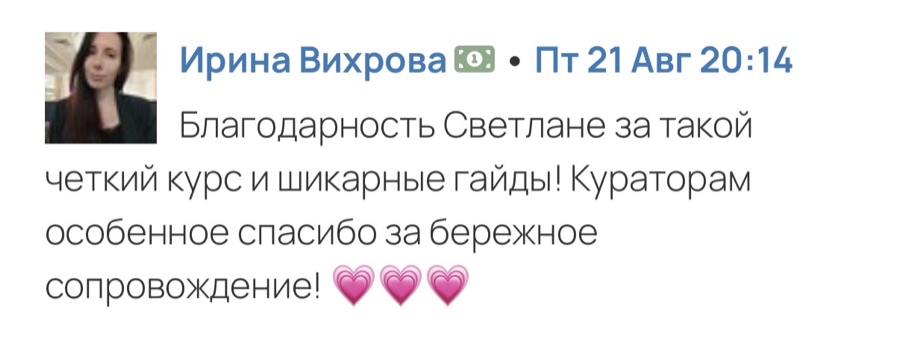 Ирина Вихрова 💵 • Пт 21 Авг 20:14
Благодарность Светлане за такой
четкий курс и шикарные гайды! Кураторам
особенное спасибо за бережное
сопровождение! 💗💗💗